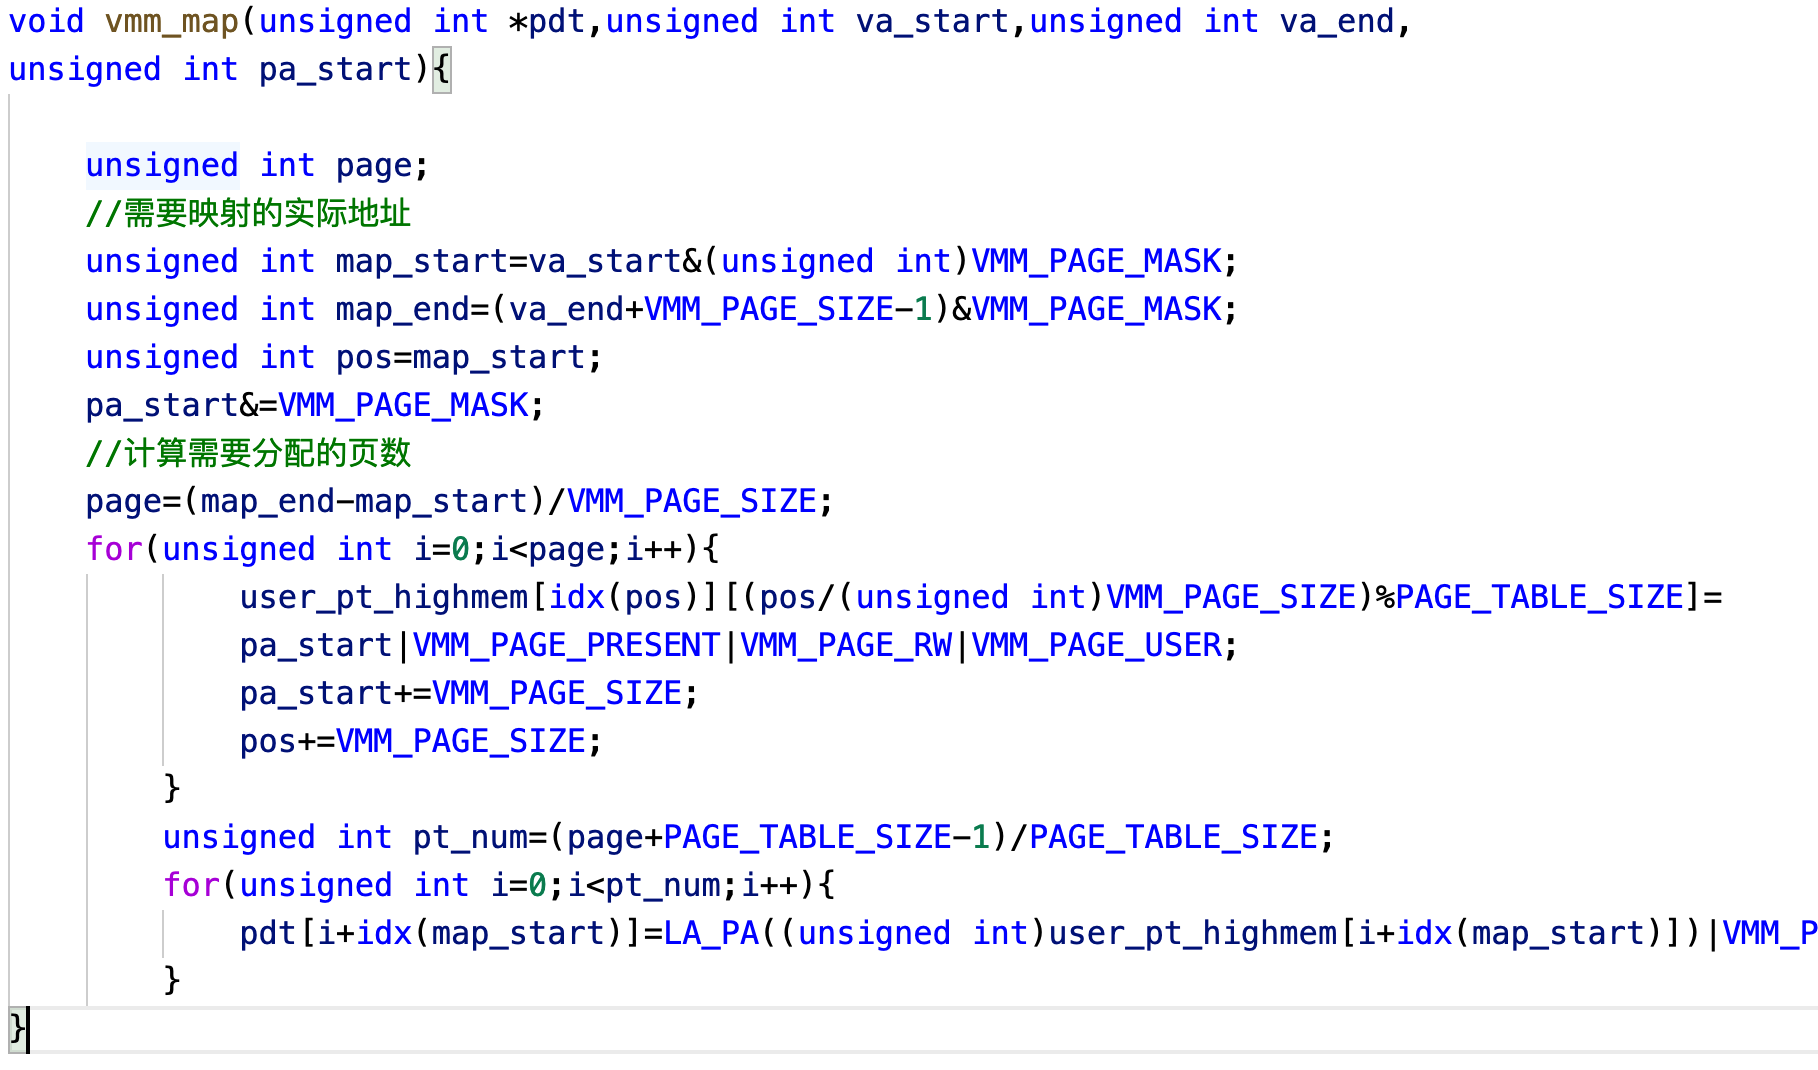 void vmm_map(unsigned int *pdt,unsigned int va_start,unsigned int va_end,
unsigned int pa_start){
unsigned int page;
//需要映射的实际地址
unsigned int map_start=va_start&(unsigned int)VMM_PAGE_MASK;
unsigned int map_end=(va_end+VMM_PAGE_SIZE-1)&VMM_PAGE_MASK;
unsigned int pos=map_start;
pa_start&=VMM_PAGE_MASK;
//计算需要分配的页数
page=(map_end-map_start)/VMM_PAGE_SIZE;
for(unsigned int i=0;i<page;i++){
user_pt_highmem[idx(pos)][(pos/(unsigned int)VMM_PAGE_SIZE)%PAGE_TABLE_SIZE]=
pa_start|VMM_PAGE_PRESENT|VMM_PAGE_RW|VMM_PAGE_USER;
pa_start+=VMM_PAGE_SIZE;
pos+=VMM_PAGE_SIZE;
}
unsigned int pt_num=(page+PAGE_TABLE_SIZE-1)/PAGE_TABLE_SIZE;
for(unsigned int i=0;i<pt_num;i++){
pdt[i+idx(map_start)]=LA_PA((unsigned int)user_pt_highmem[i+idx(map_start)])|VMM_P
}
}